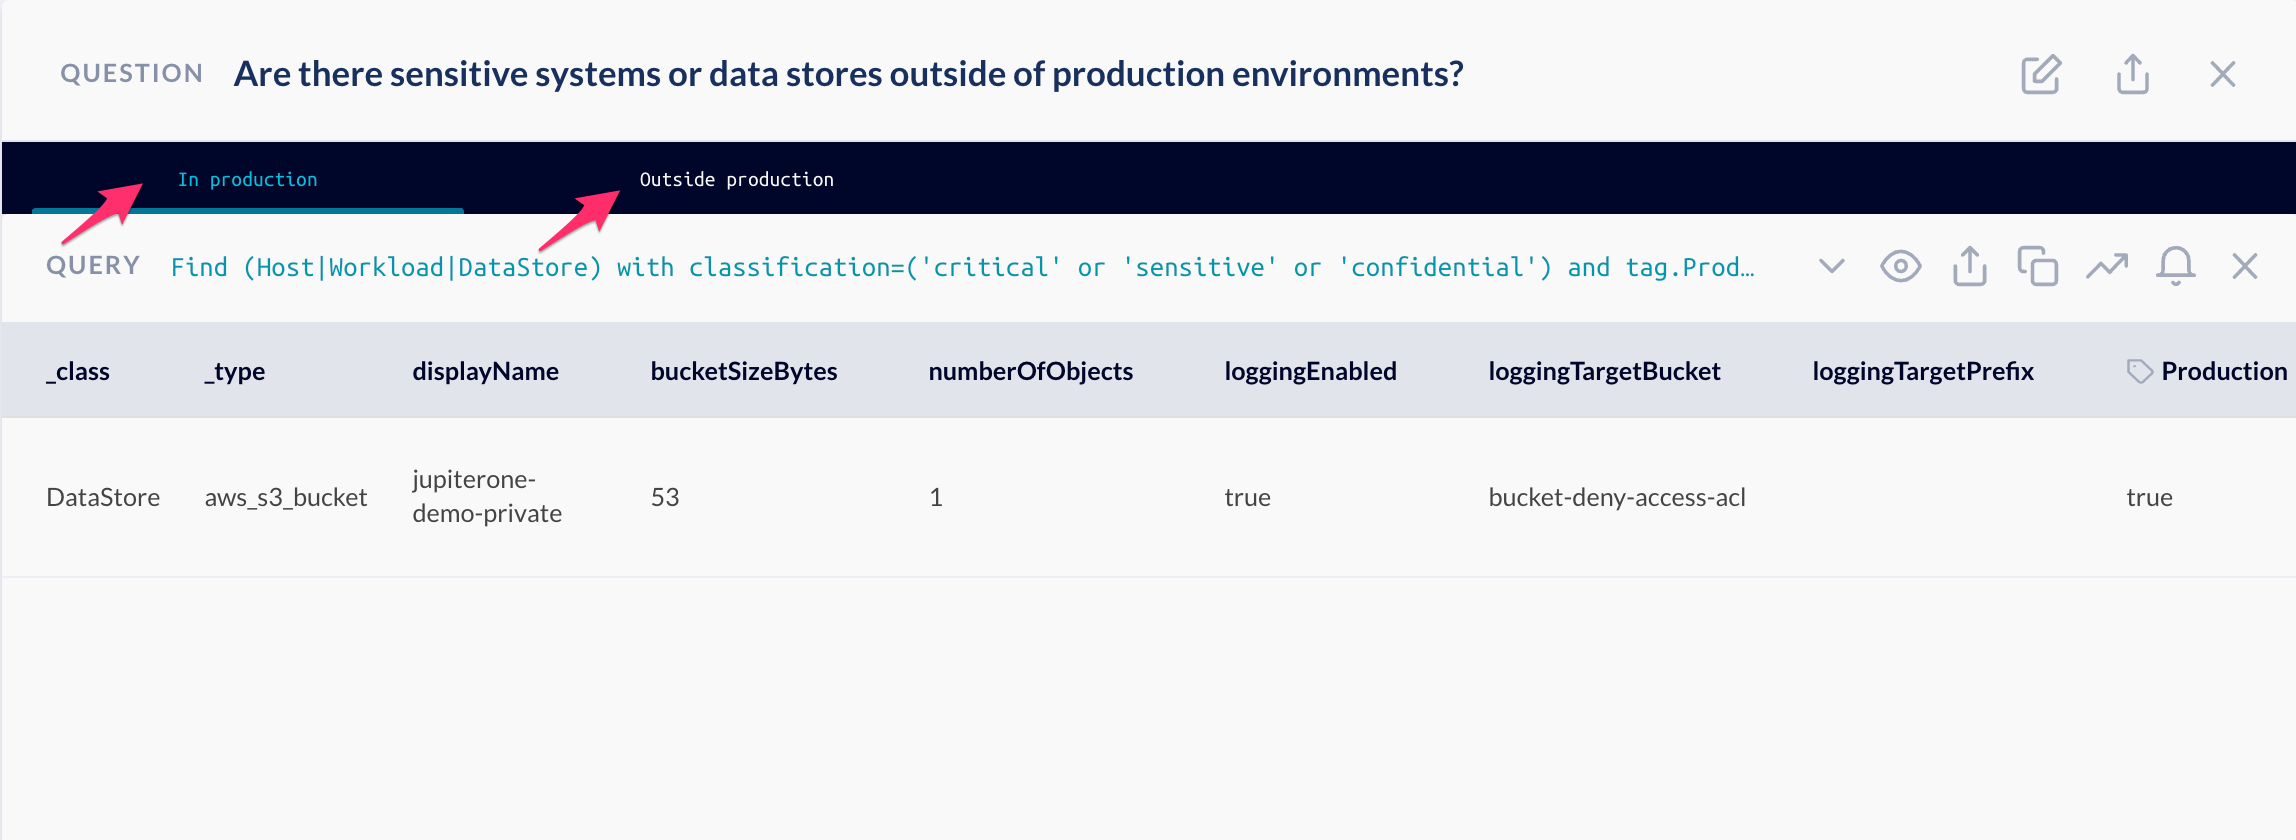 QUESTION Are there sensitive systems or data stores outside of production environments?
In production Outside production
QUERY Find (Host|Workload|DataStore) with classification=('critical' or 'sensitive' or 'confidential') and tag.Prod…
_class _type displayName bucketSizeBytes numberOfObjects loggingEnabled loggingTargetBucket loggingTargetPrefix Production
DataStore aws_s3_bucket jupiterone-
demo-private 53 1 true bucket-deny-access-acl true